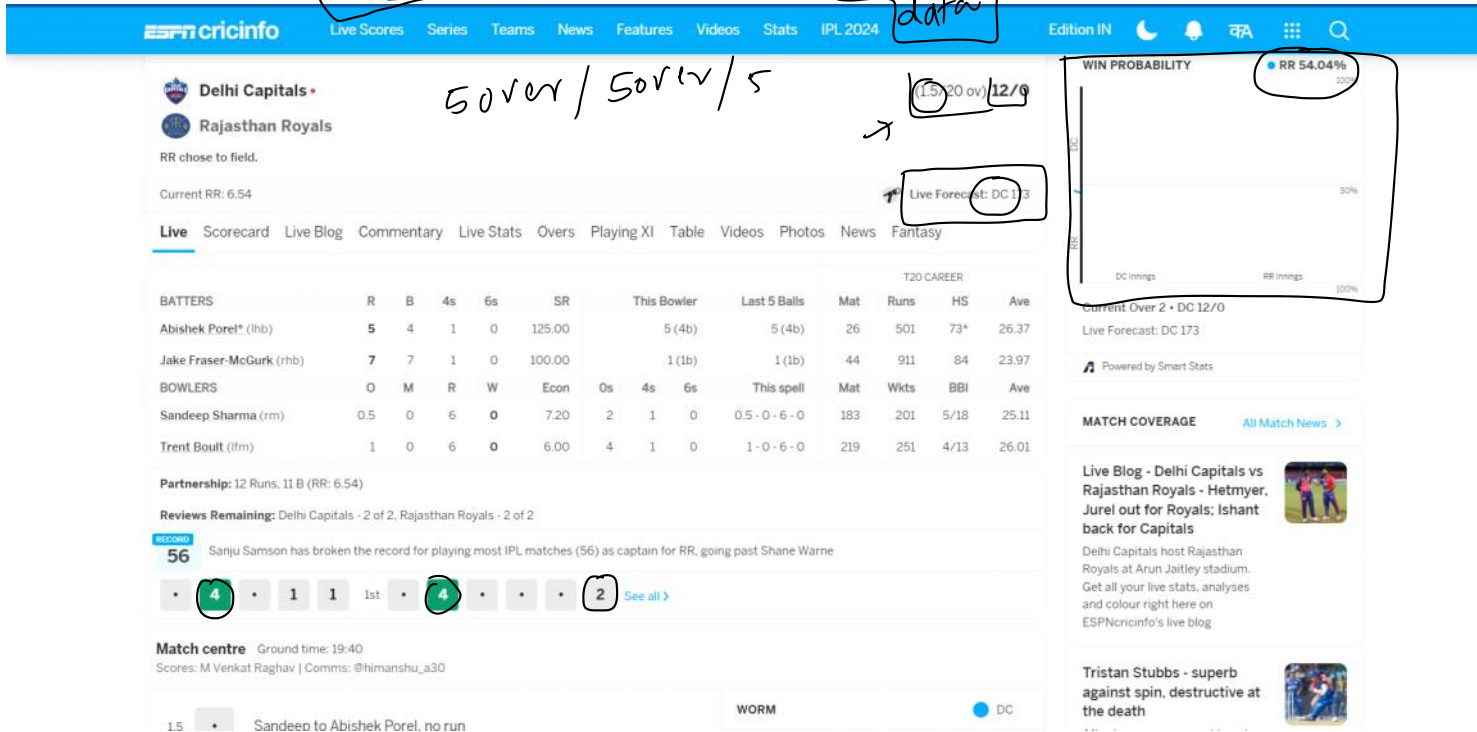 data
ESPN cricinfo Live Scores Series Teams News Features Videos Stats IPL 2024 Edition IN कA
Delhi Capitals • (1.5/20 ov) 12/0
5 over / 5 over / 5
Rajasthan Royals
RR chose to field.
Current RR: 6.54 Live Forecast: DC 173
Live Scorecard Live Blog Commentary Live Stats Overs Playing XI Table Videos Photos News Fantasy
T20 CAREER
BATTERS R B 4s 6s SR This Bowler Last 5 Balls Mat Runs HS Ave
Abishek Porel* (lhb) 5 4 1 0 125.00 5 (4b) 5 (4b) 26 501 73* 26.37
Jake Fraser-McGurk (rhb) 7 7 1 0 100.00 1 (1b) 1 (1b) 44 911 84 23.97
BOWLERS O M R W Econ 0s 4s 6s This spell Mat Wkts BBI Ave
Sandeep Sharma (rm) 0.5 0 6 0 7.20 2 1 0 0.5 - 0 - 6 - 0 183 201 5/18 25.11
Trent Boult (lfm) 1 0 6 0 6.00 4 1 0 1 - 0 - 6 - 0 219 251 4/13 26.01
Partnership: 12 Runs, 11 B (RR: 6.54)
Reviews Remaining: Delhi Capitals - 2 of 2, Rajasthan Royals - 2 of 2
RECORD
56 Sanju Samson has broken the record for playing most IPL matches (56) as captain for RR, going past Shane Warne
• 4 • 1 1 1st • 4 • • • 2 See all >
Match centre Ground time: 19:40
Scores: M Venkat Raghav | Comms: @himanshu_a30
WORM DC
1.5 • Sandeep to Abishek Porel, no run
WIN PROBABILITY • RR 54.04%
100%
DC
50%
RR
DC Innings RR Innings
100%
Current Over 2 • DC 12/0
Live Forecast: DC 173
Powered by Smart Stats
MATCH COVERAGE All Match News >
Live Blog - Delhi Capitals vs
Rajasthan Royals - Hetmyer,
Jurel out for Royals; Ishant
back for Capitals
Delhi Capitals host Rajasthan
Royals at Arun Jaitley stadium.
Get all your live stats, analyses
and colour right here on
ESPNcricinfo's live blog
Tristan Stubbs - superb
against spin, destructive at
the death